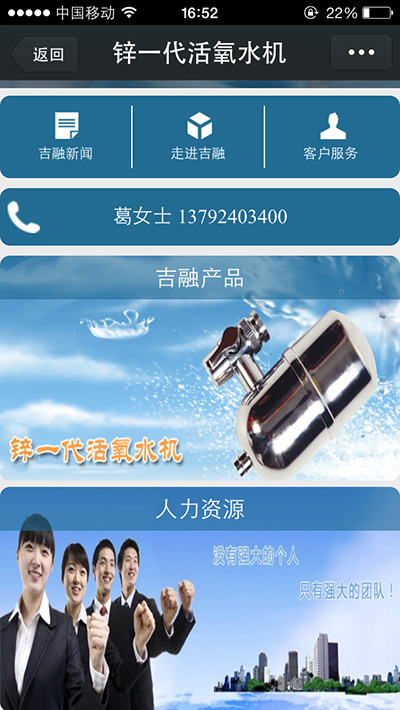 中国移动 16:52 22%
返回 锌一代活氧水机
吉融新闻 走进吉融 客户服务
葛女士 13792403400
吉融产品
锌一代活氧水机
人力资源
没有强大的个人
只有强大的团队！